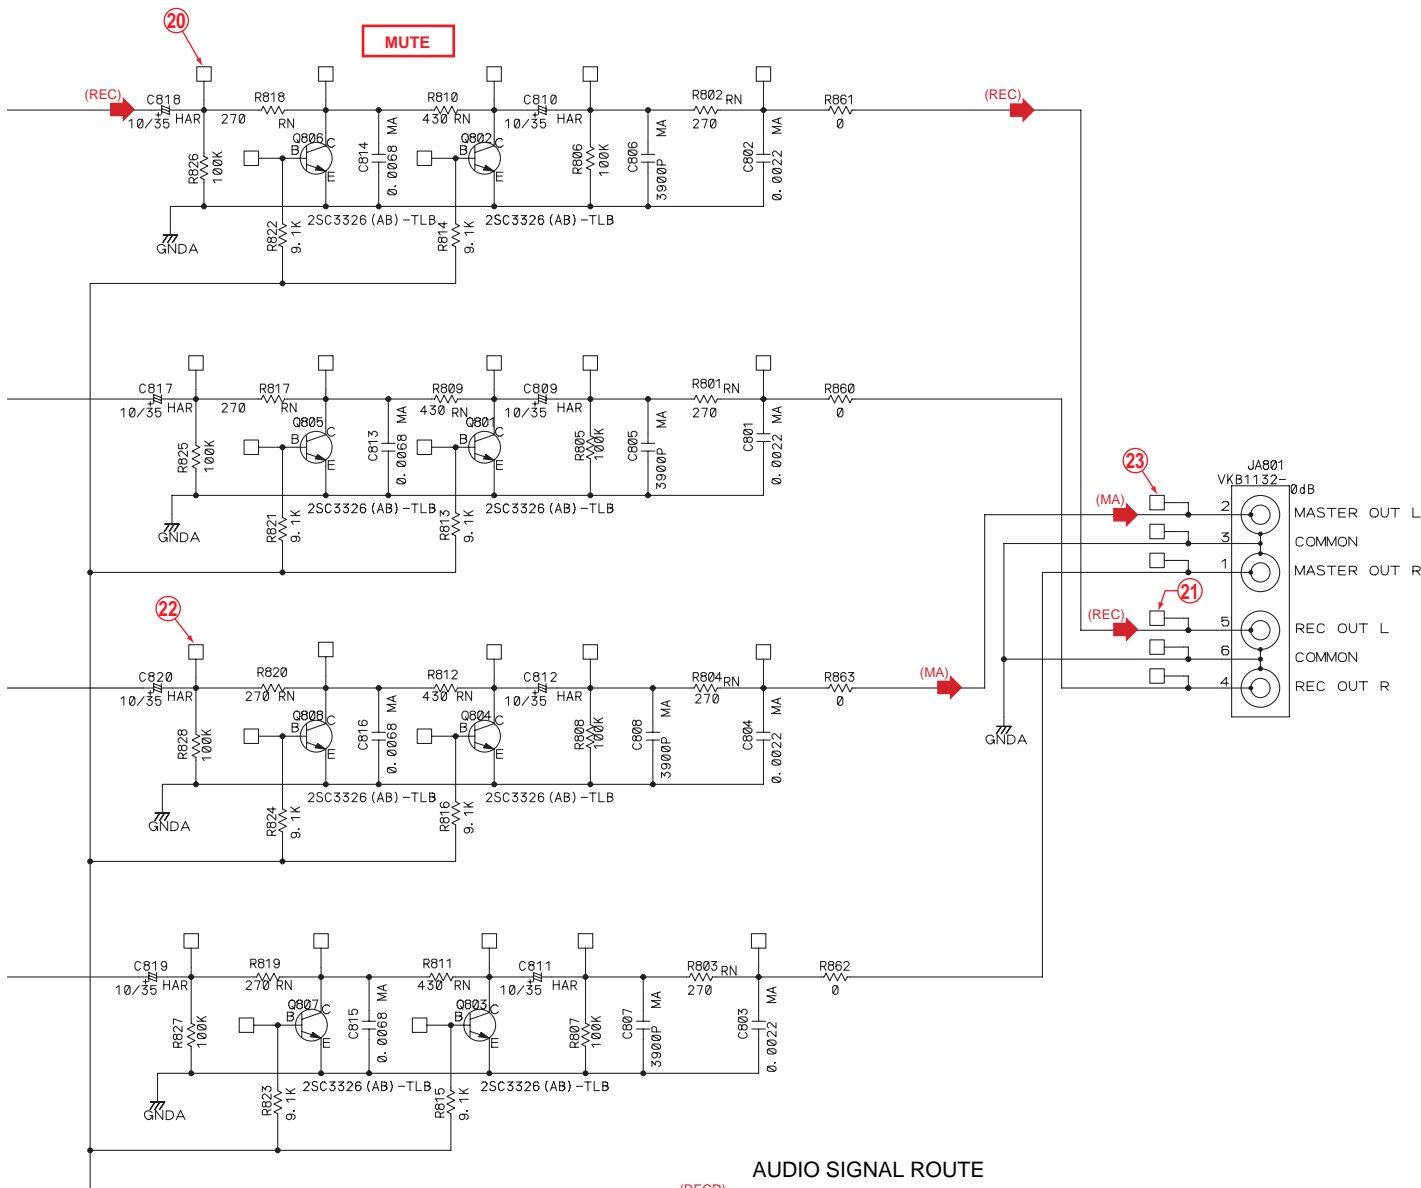 20
MUTE
(REC)
C818
10/35
HAR
R818
270
RN
R826
100K
Q806
B
C
E
C814
0.0068
MA
R810
430 RN
Q802
B
C
E
C810
10/35
HAR
R806
100K
C806
3900P
MA
R802
RN
270
C802
0.0022
MA
R861
0
(REC)
2SC3326(AB)-TLB
2SC3326(AB)-TLB
R822
9.1K
R814
9.1K
GNDA
C817
10/35
HAR
R817
270
RN
R825
100K
Q805
B
C
E
C813
0.0068
MA
R809
430 RN
Q801
B
C
E
C809
10/35
HAR
R805
100K
C805
3900P
MA
R801
RN
270
C801
0.0022
MA
R860
0
2SC3326(AB)-TLB
2SC3326(AB)-TLB
R821
9.1K
R813
9.1K
GNDA
23
JA801
VKB1132-
0dB
(MA)
2
MASTER OUT L
3
COMMON
1
MASTER OUT R
21
(REC)
5
REC OUT L
6
COMMON
4
REC OUT R
GNDA
22
C820
10/35
HAR
R820
270 RN
R828
100K
Q808
B
C
E
C816
0.0068
MA
R812
430 RN
Q804
B
C
E
C812
10/35
HAR
R808
100K
C808
3900P
MA
R804
RN
270
C804
0.0022
MA
R863
0
(MA)
2SC3326(AB)-TLB
2SC3326(AB)-TLB
R824
9.1K
R816
9.1K
GNDA
C819
10/35
HAR
R819
270 RN
R827
100K
Q807
B
C
E
C815
0.0068
MA
R811
430 RN
Q803
B
C
E
C811
10/35
HAR
R807
100K
C807
3900P
MA
R803
RN
270
C803
0.0022
MA
R862
0
2SC3326(AB)-TLB
2SC3326(AB)-TLB
R823
9.1K
R815
9.1K
GNDA
AUDIO SIGNAL ROUTE